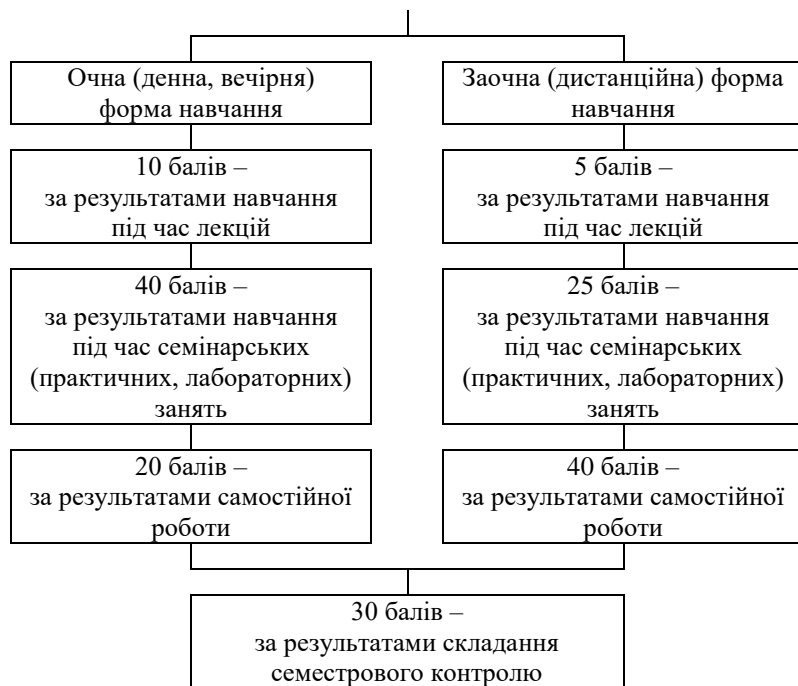 Очна (денна, вечірня)
форма навчання
Заочна (дистанційна) форма
навчання
10 балів –
за результатами навчання
під час лекцій
5 балів –
за результатами навчання
під час лекцій
40 балів –
за результатами навчання
під час семінарських
(практичних, лабораторних)
занять
25 балів –
за результатами навчання
під час семінарських
(практичних, лабораторних)
занять
20 балів –
за результатами самостійної
роботи
40 балів –
за результатами самостійної
роботи
30 балів –
за результатами складання
семестрового контролю